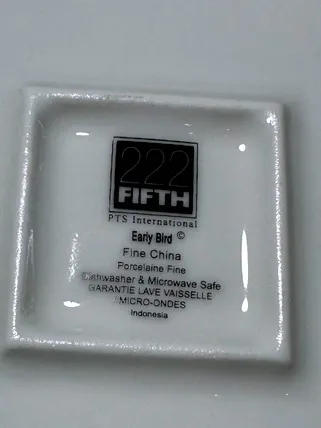 222
FIFTH
PTS International
Early Bird ©
Fine China
Porcelaine Fine
Dishwasher & Microwave Safe
GARANTIE LAVE VAISSELLE
/MICRO-ONDES
Indonesia